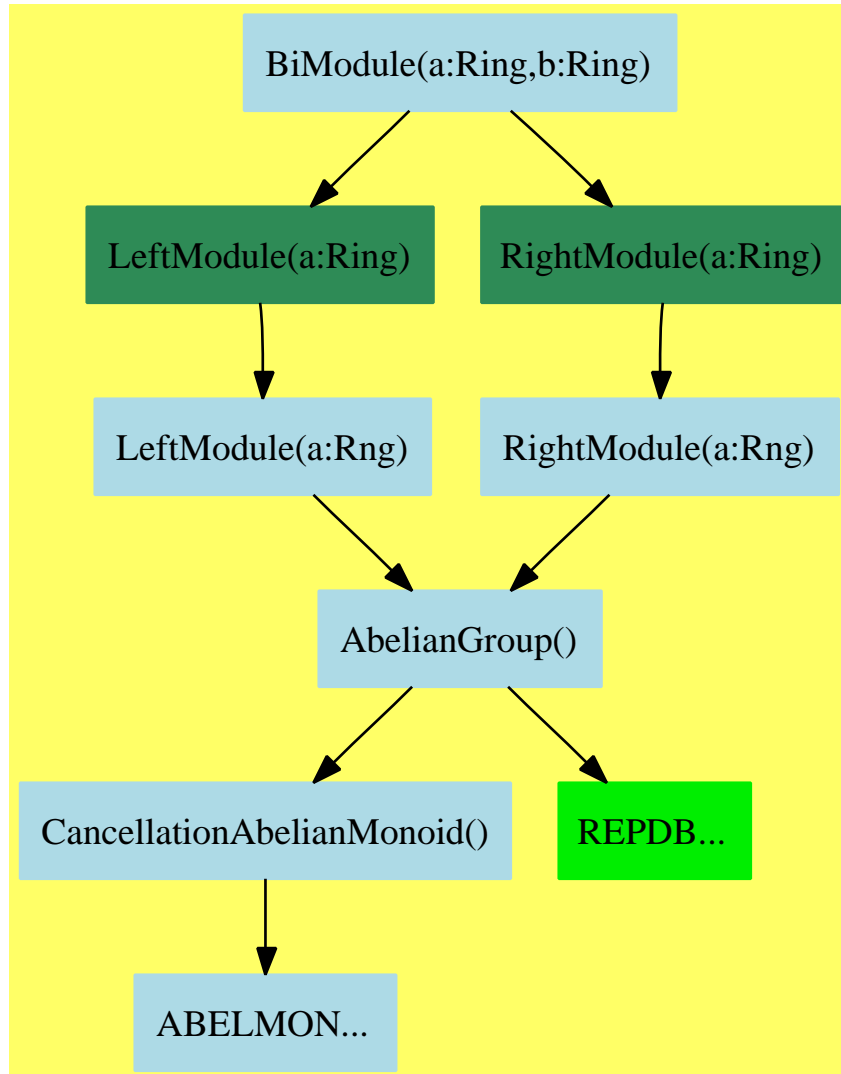 BiModule(a:Ring,b:Ring)
LeftModule(a:Ring)
RightModule(a:Ring)
LeftModule(a:Rng)
RightModule(a:Rng)
AbelianGroup()
CancellationAbelianMonoid()
REPDB...
ABELMON...